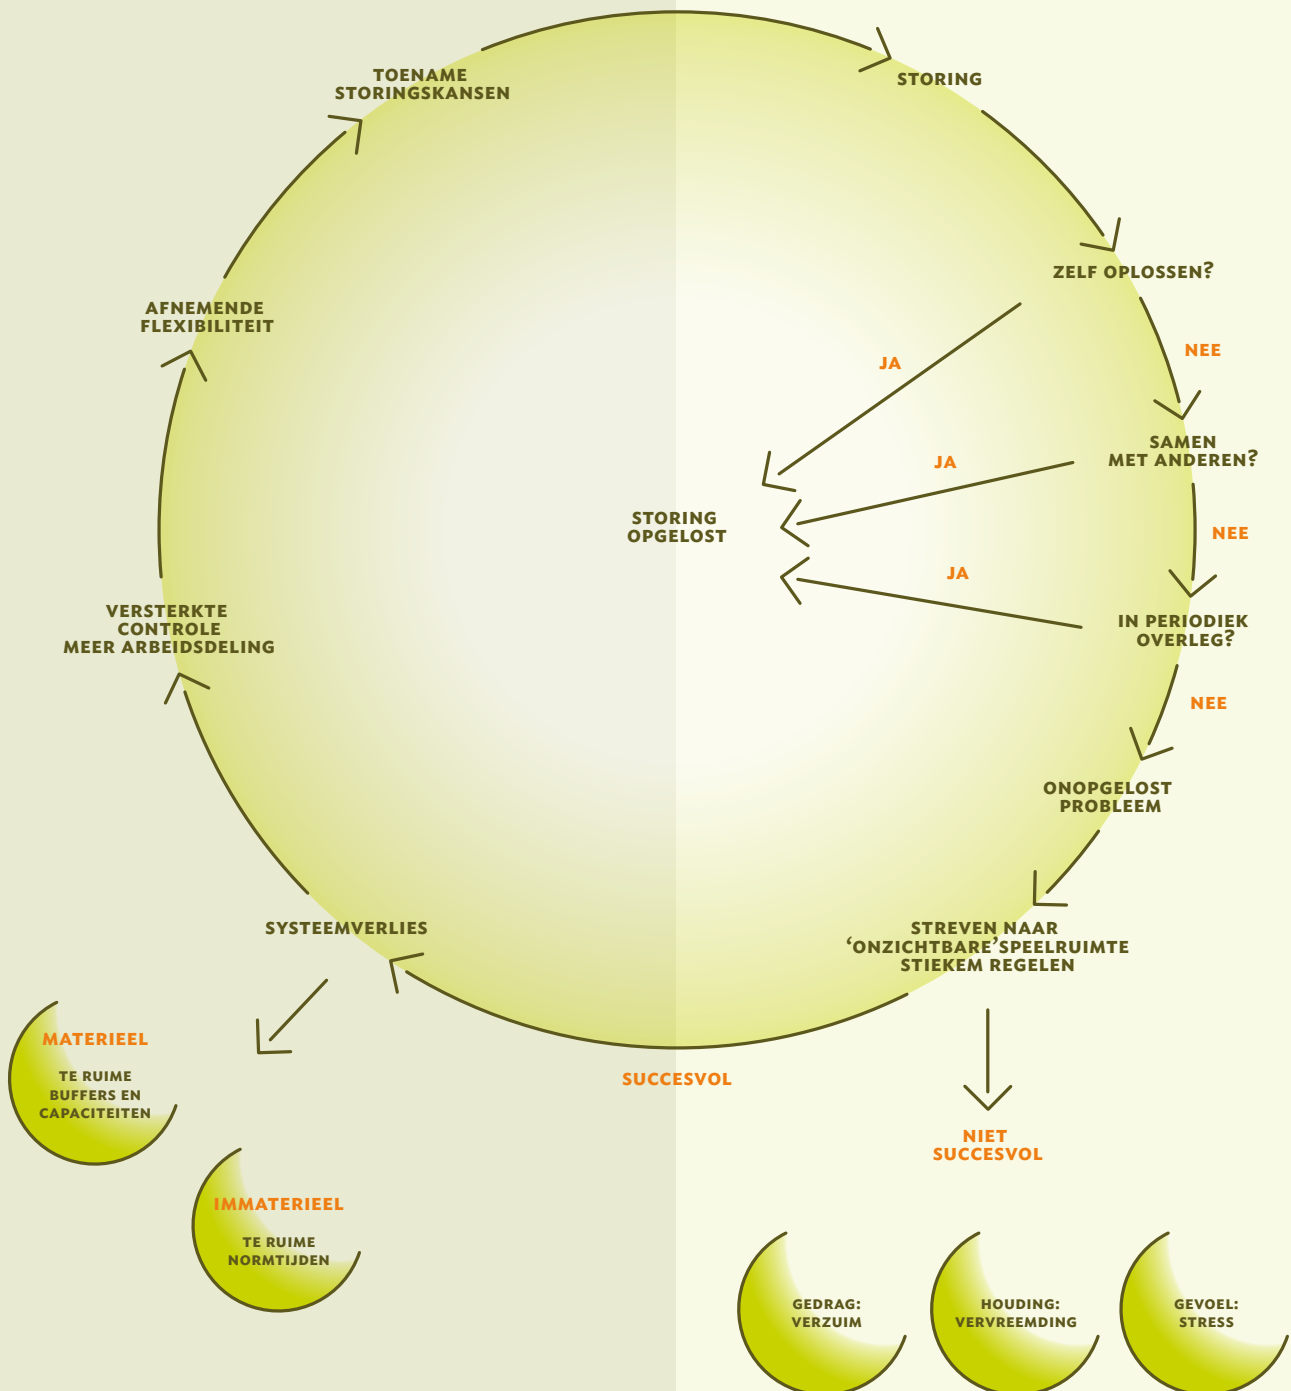 TOENAME
STORINGSKANSEN
STORING
ZELF OPLOSSEN?
NEE
JA
SAMEN
MET ANDEREN?
JA
NEE
STORING
OPGELOST
JA
IN PERIODIEK
OVERLEG?
NEE
ONOPGELOST
PROBLEEM
STREVEN NAAR
‘ONZICHTBARE’SPEELRUIMTE
STIEKEM REGELEN
SUCCESVOL
NIET
SUCCESVOL
GEDRAG:
VERZUIM
HOUDING:
VERVREEMDING
GEVOEL:
STRESS
SYSTEEMVERLIES
MATERIEEL
TE RUIME
BUFFERS EN
CAPACITEITEN
IMMATERIEEL
TE RUIME
NORMTIJDEN
VERSTERKTE
CONTROLE
MEER ARBEIDSDELING
AFNEMENDE
FLEXIBILITEIT